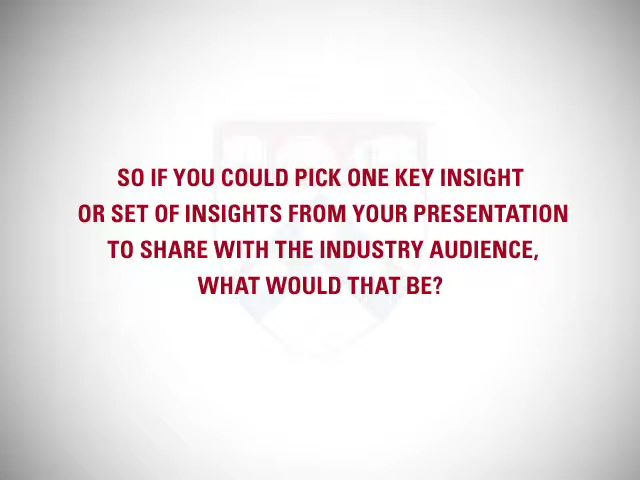 SO IF YOU COULD PICK ONE KEY INSIGHT
OR SET OF INSIGHTS FROM YOUR PRESENTATION
TO SHARE WITH THE INDUSTRY AUDIENCE,
WHAT WOULD THAT BE?